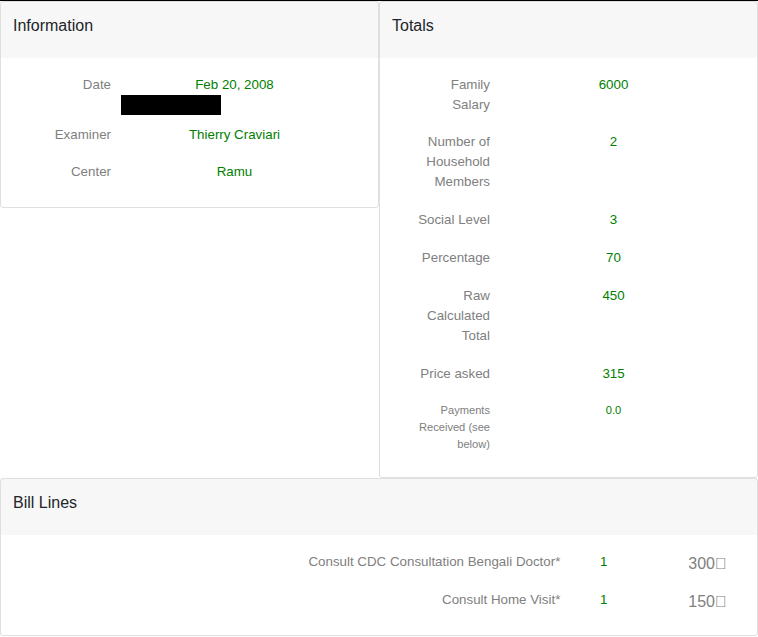 Information
Date Feb 20, 2008
Examiner Thierry Craviari
Center Ramu
Totals
Family
Salary
6000
Number of
Household
Members
2
Social Level 3
Percentage 70
Raw
Calculated
Total
450
Price asked 315
Payments
Received (see
below)
0.0
Bill Lines
Consult CDC Consultation Bengali Doctor* 1 300
Consult Home Visit* 1 150